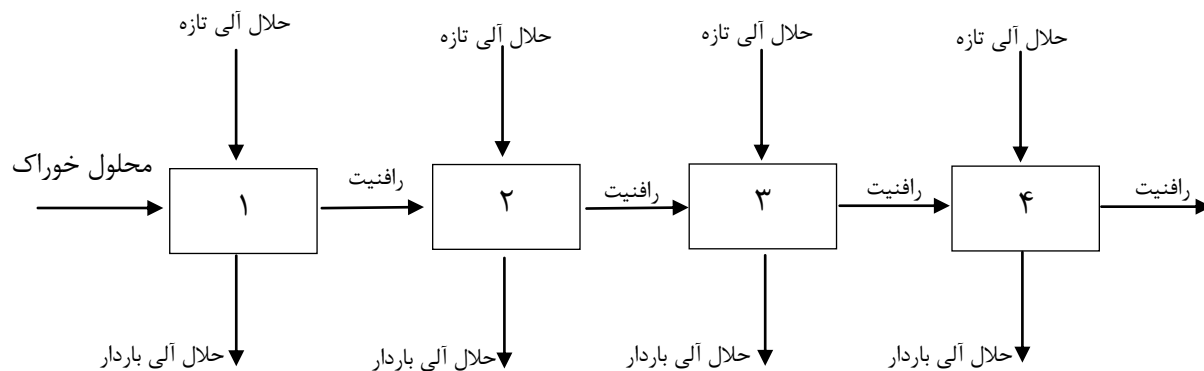 حلال آلی تازه
حلال آلی تازه
حلال آلی تازه
حلال آلی تازه
محلول خوراک
۱
رافنیت
۲
رافنیت
۳
رافنیت
۴
رافنیت
حلال آلی باردار
حلال آلی باردار
حلال آلی باردار
حلال آلی باردار